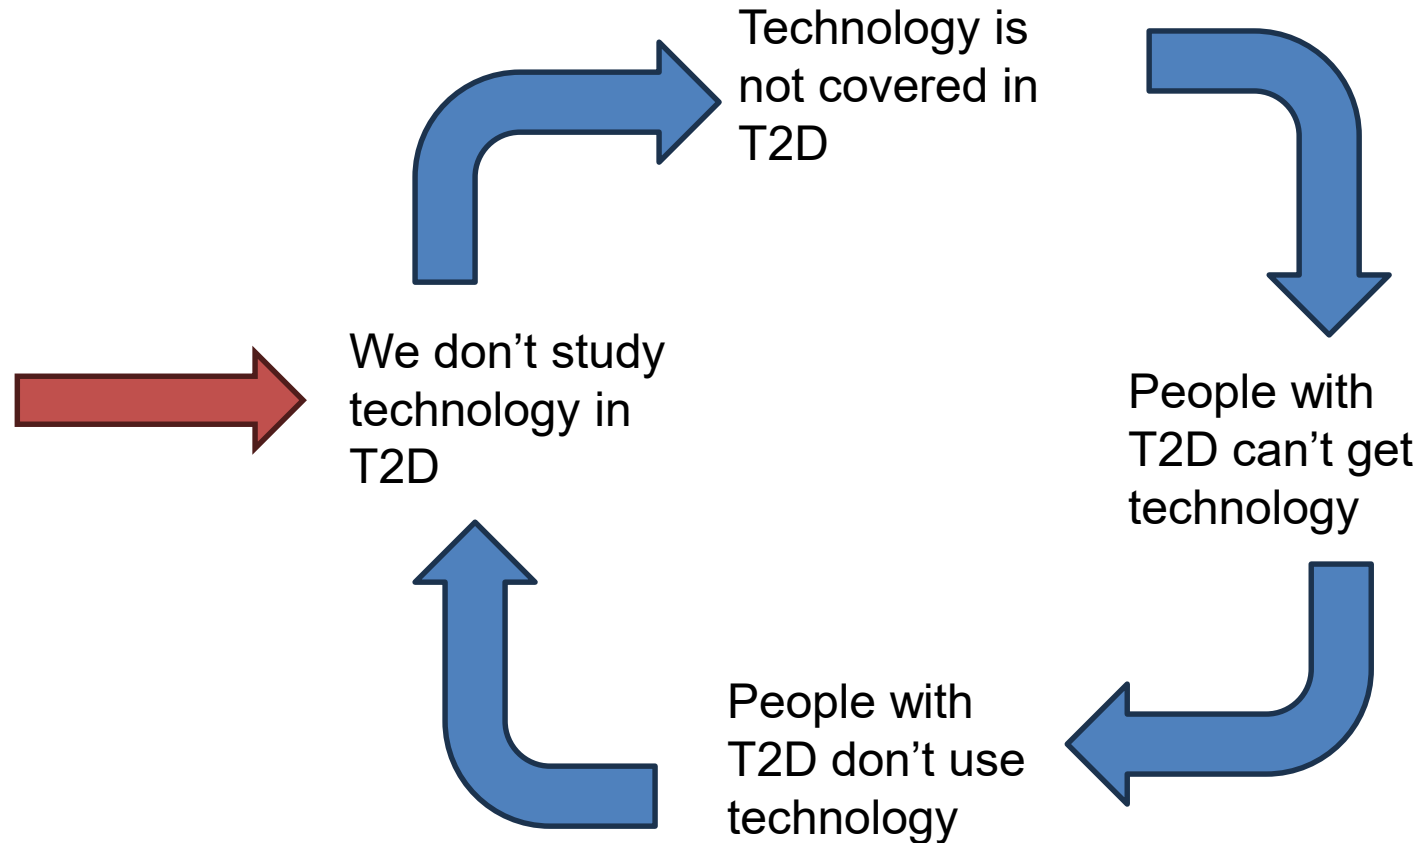 Technology is
not covered in
T2D
We don’t study
technology in
T2D
People with
T2D can’t get
technology
People with
T2D don’t use
technology